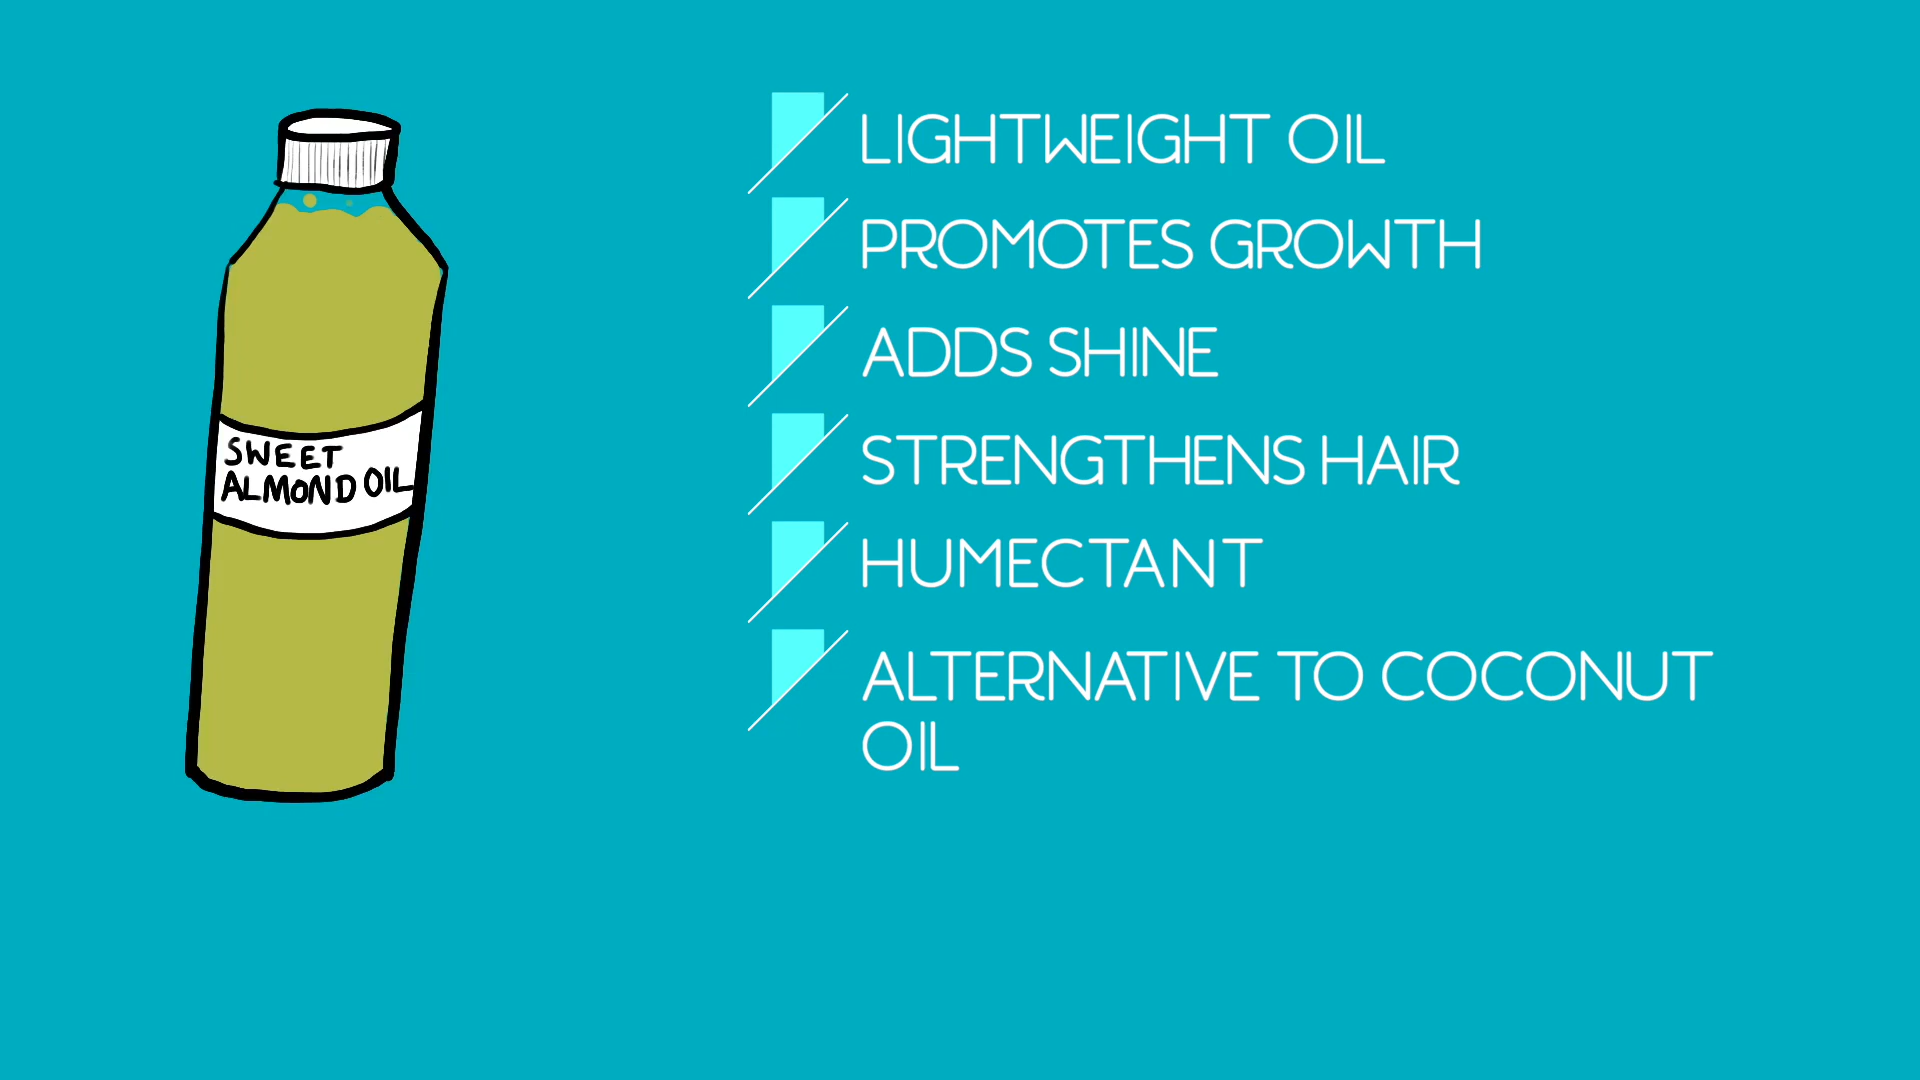 SWEET
ALMOND OIL
LIGHTWEIGHT OIL
PROMOTES GROWTH
ADDS SHINE
STRENGTHENS HAIR
HUMECTANT
ALTERNATIVE TO COCONUT
OIL